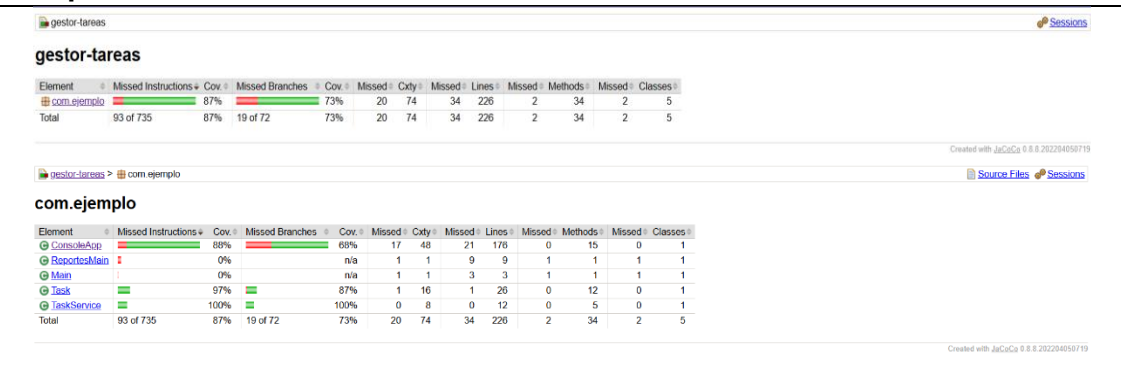 gestor-tareas Sessions
gestor-tareas
Element Missed Instructions Cov. Missed Branches Cov. Missed Cxty Missed Lines Missed Methods Missed Classes
com.ejemplo 87% 73% 20 74 34 226 2 34 2 5
Total 93 of 735 87% 19 of 72 73% 20 74 34 226 2 34 2 5
Created with JaCoCo 0.8.8.202204050719
gestor-tareas > com.ejemplo Source Files Sessions
com.ejemplo
Element Missed Instructions Cov. Missed Branches Cov. Missed Cxty Missed Lines Missed Methods Missed Classes
ConsoleApp 88% 68% 17 48 21 176 0 15 0 1
ReportesMain 0% n/a 1 1 9 9 1 1 1 1
Main 0% n/a 1 1 3 3 1 1 1 1
Task 97% 87% 1 16 1 26 0 12 0 1
TaskService 100% 100% 0 8 0 12 0 5 0 1
Total 93 of 735 87% 19 of 72 73% 20 74 34 226 2 34 2 5
Created with JaCoCo 0.8.8.202204050719